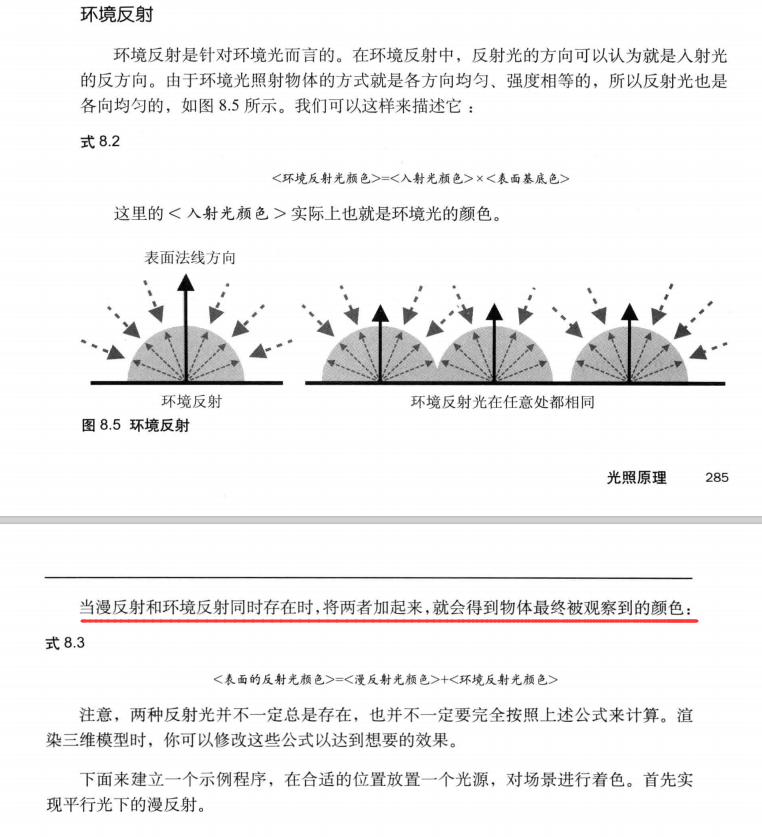 环境反射
环境反射是针对环境光而言的。在环境反射中，反射光的方向可以认为就是入射光
的反方向。由于环境光照射物体的方式就是各方向均匀、强度相等的，所以反射光也是
各向均匀的，如图 8.5 所示。我们可以这样来描述它：
式 8.2
<环境反射光颜色>=<入射光颜色>×<表面基底色>
这里的 < 入射光颜色 > 实际上也就是环境光的颜色。
表面法线方向
环境反射
环境反射光在任意处都相同
图 8.5 环境反射
光照原理 285
当漫反射和环境反射同时存在时，将两者加起来，就会得到物体最终被观察到的颜色：
式 8.3
<表面的反射光颜色>=<漫反射光颜色>+<环境反射光颜色>
注意，两种反射光并不一定总是存在，也并不一定要完全按照上述公式来计算。渲
染三维模型时，你可以修改这些公式以达到想要的效果。
下面来建立一个示例程序，在合适的位置放置一个光源，对场景进行着色。首先实
现平行光下的漫反射。